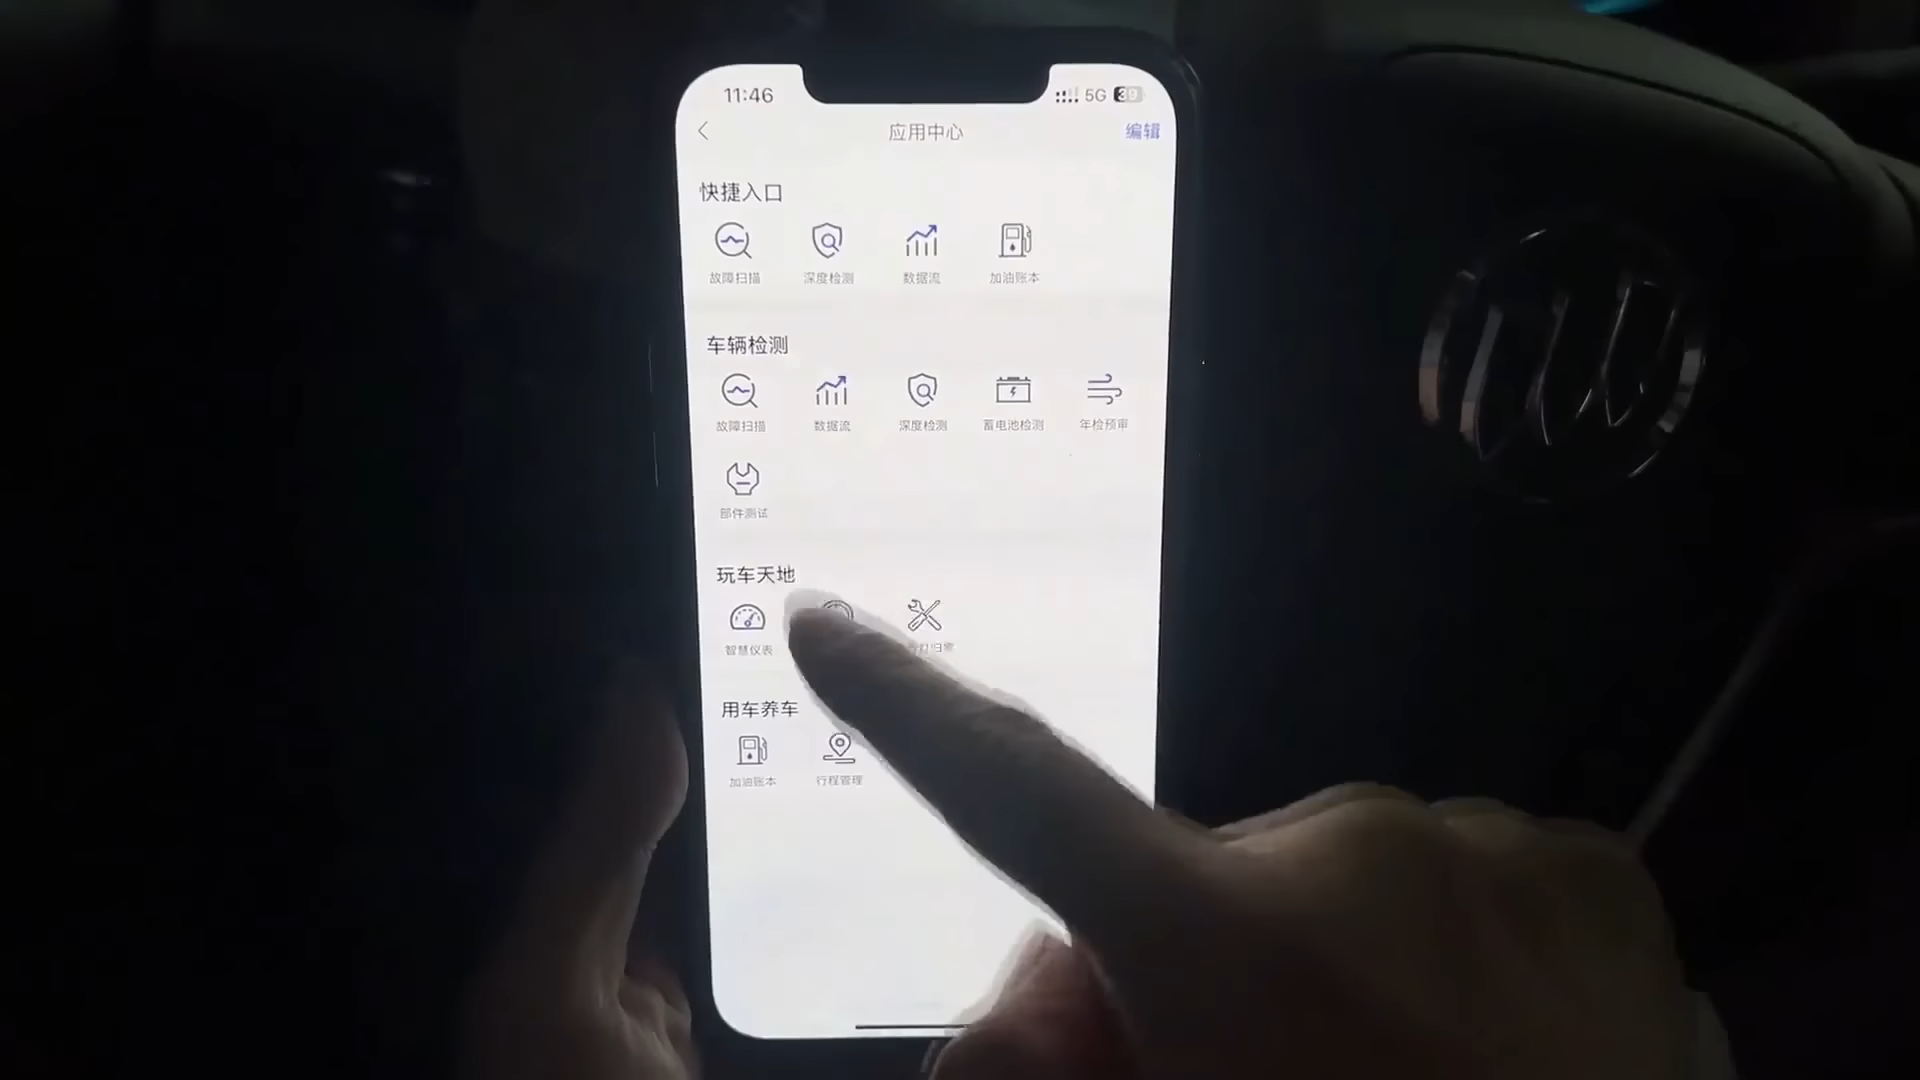 11:46
5G 39
应用中心
编辑
快捷入口
故障扫描 深度检测 数据流 加油账本
车辆检测
故障扫描 数据流 深度检测 蓄电池检测 年检预审
部件测试
玩车天地
智慧仪表
用车养车
加油账本 行程管理